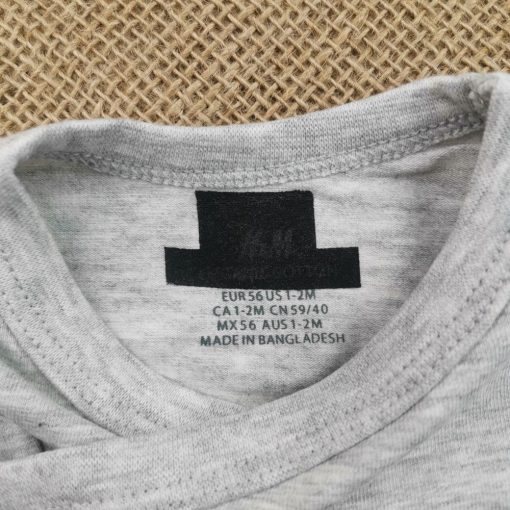 H&M
EUR56 US1-2M
CA1-2M CN59/40
MX56 AUS1-2M
MADE IN BANGLADESH